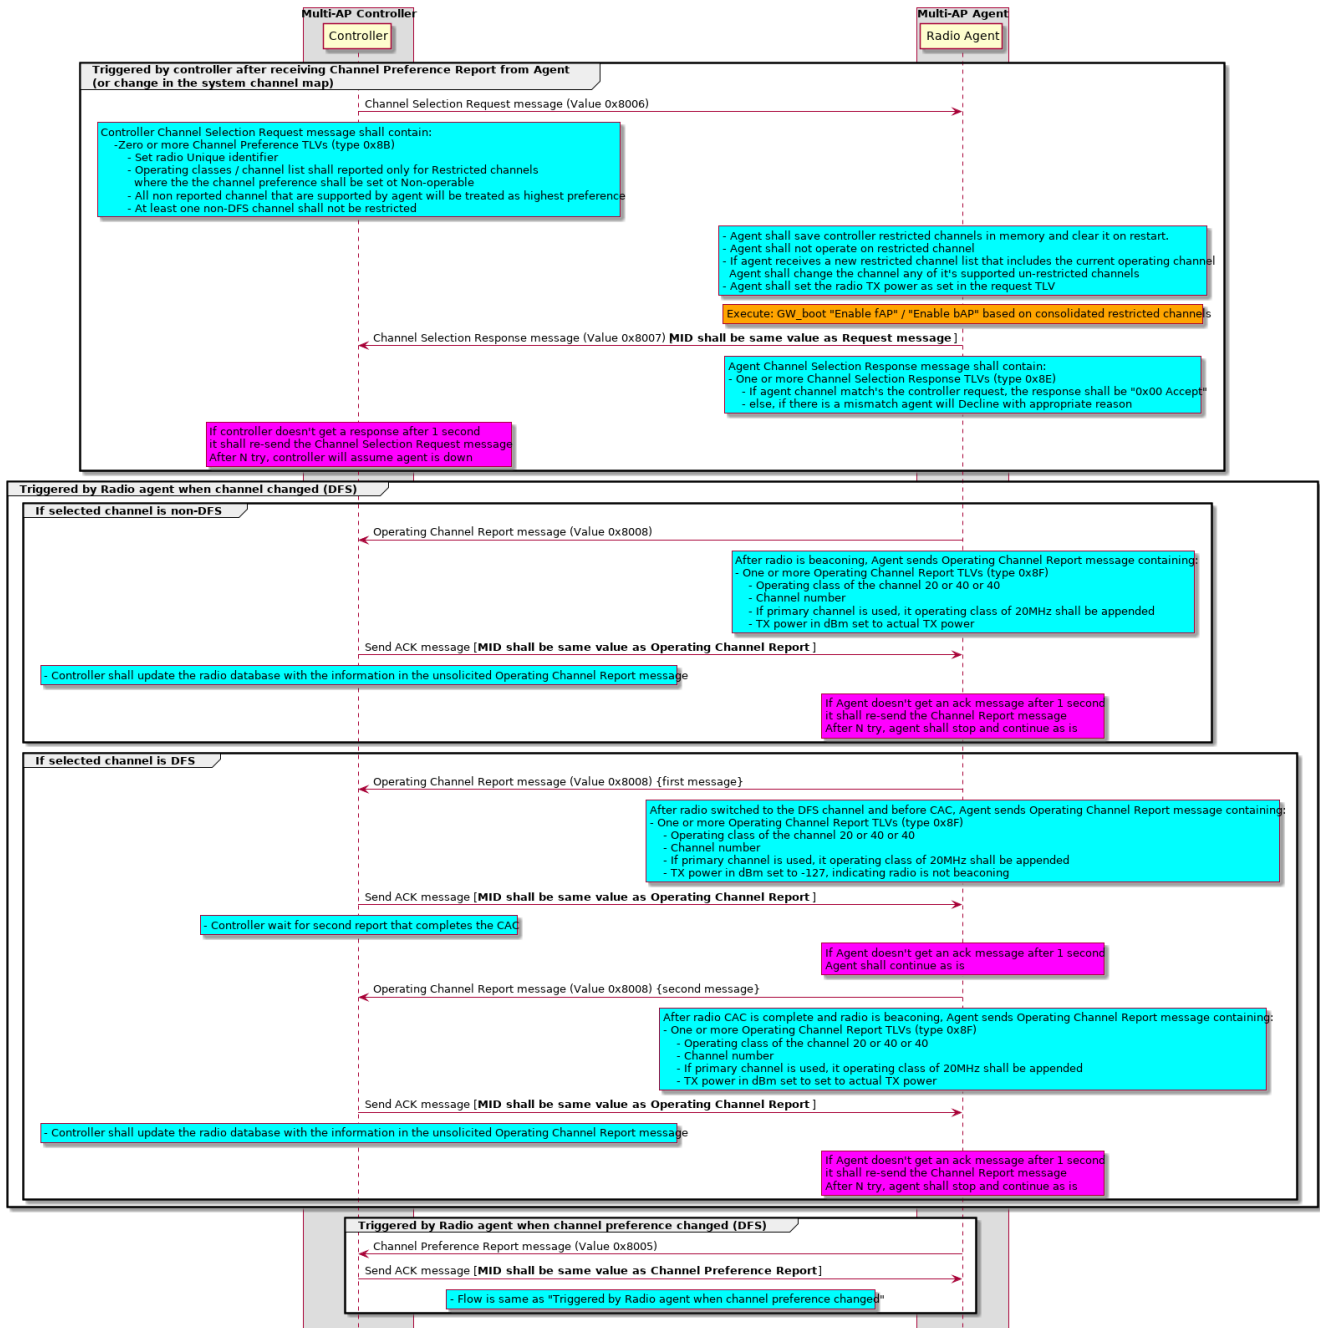 Multi-AP Controller
Multi-AP Agent
Controller
Radio Agent
Triggered by controller after receiving Channel Preference Report from Agent
(or change in the system channel map)
Channel Selection Request message (Value 0x8006)
Controller Channel Selection Request message shall contain:
-Zero or more Channel Preference TLVs (type 0x8B)
- Set radio Unique identifier
- Operating classes / channel list shall reported only for Restricted channels
where the the channel preference shall be set ot Non-operable
- All non reported channel that are supported by agent will be treated as highest preference
- At least one non-DFS channel shall not be restricted
- Agent shall save controller restricted channels in memory and clear it on restart.
- Agent shall not operate on restricted channel
- If agent receives a new restricted channel list that includes the current operating channel
Agent shall change the channel any of it's supported un-restricted channels
- Agent shall set the radio TX power as set in the request TLV
Execute: GW_boot "Enable fAP" / "Enable bAP" based on consolidated restricted channels
Channel Selection Response message (Value 0x8007) [MID shall be same value as Request message]
Agent Channel Selection Response message shall contain:
- One or more Channel Selection Response TLVs (type 0x8E)
- If agent channel match's the controller request, the response shall be "0x00 Accept"
- else, if there is a mismatch agent will Decline with appropriate reason
If controller doesn't get a response after 1 second
it shall re-send the Channel Selection Request message
After N try, controller will assume agent is down
Triggered by Radio agent when channel changed (DFS)
If selected channel is non-DFS
Operating Channel Report message (Value 0x8008)
After radio is beaconing, Agent sends Operating Channel Report message containing:
- One or more Operating Channel Report TLVs (type 0x8F)
- Operating class of the channel 20 or 40 or 40
- Channel number
- If primary channel is used, it operating class of 20MHz shall be appended
- TX power in dBm set to actual TX power
Send ACK message [MID shall be same value as Operating Channel Report ]
- Controller shall update the radio database with the information in the unsolicited Operating Channel Report message
If Agent doesn't get an ack message after 1 second
it shall re-send the Channel Report message
After N try, agent shall stop and continue as is
If selected channel is DFS
Operating Channel Report message (Value 0x8008) {first message}
After radio switched to the DFS channel and before CAC, Agent sends Operating Channel Report message containing:
- One or more Operating Channel Report TLVs (type 0x8F)
- Operating class of the channel 20 or 40 or 40
- Channel number
- If primary channel is used, it operating class of 20MHz shall be appended
- TX power in dBm set to -127, indicating radio is not beaconing
Send ACK message [MID shall be same value as Operating Channel Report ]
- Controller wait for second report that completes the CAC
If Agent doesn't get an ack message after 1 second
Agent shall continue as is
Operating Channel Report message (Value 0x8008) {second message}
After radio CAC is complete and radio is beaconing, Agent sends Operating Channel Report message containing:
- One or more Operating Channel Report TLVs (type 0x8F)
- Operating class of the channel 20 or 40 or 40
- Channel number
- If primary channel is used, it operating class of 20MHz shall be appended
- TX power in dBm set to set to actual TX power
Send ACK message [MID shall be same value as Operating Channel Report ]
- Controller shall update the radio database with the information in the unsolicited Operating Channel Report message
If Agent doesn't get an ack message after 1 second
it shall re-send the Channel Report message
After N try, agent shall stop and continue as is
Triggered by Radio agent when channel preference changed (DFS)
Channel Preference Report message (Value 0x8005)
Send ACK message [MID shall be same value as Channel Preference Report]
- Flow is same as "Triggered by Radio agent when channel preference changed"